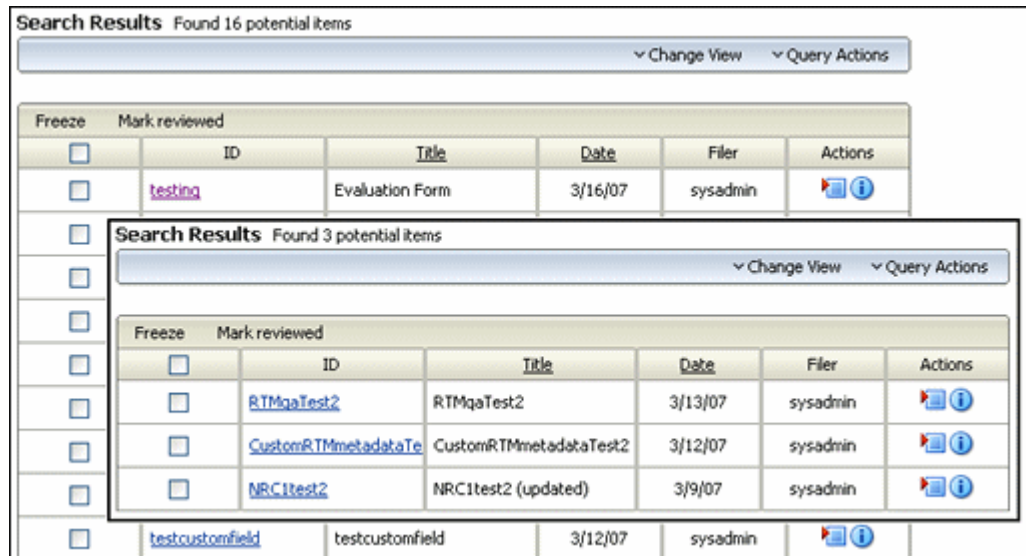 Search Results Found 16 potential items
Change View Query Actions
Freeze Mark reviewed
ID Title Date Filer Actions
testing Evaluation Form 3/16/07 sysadmin
Search Results Found 3 potential items
Change View Query Actions
Freeze Mark reviewed
ID Title Date Filer Actions
RTMqaTest2 RTMqaTest2 3/13/07 sysadmin
CustomRTMmetadataTe CustomRTMmetadataTest2 3/12/07 sysadmin
NRC1test2 NRC1test2 (updated) 3/9/07 sysadmin
testcustomfield testcustomfield 3/12/07 sysadmin